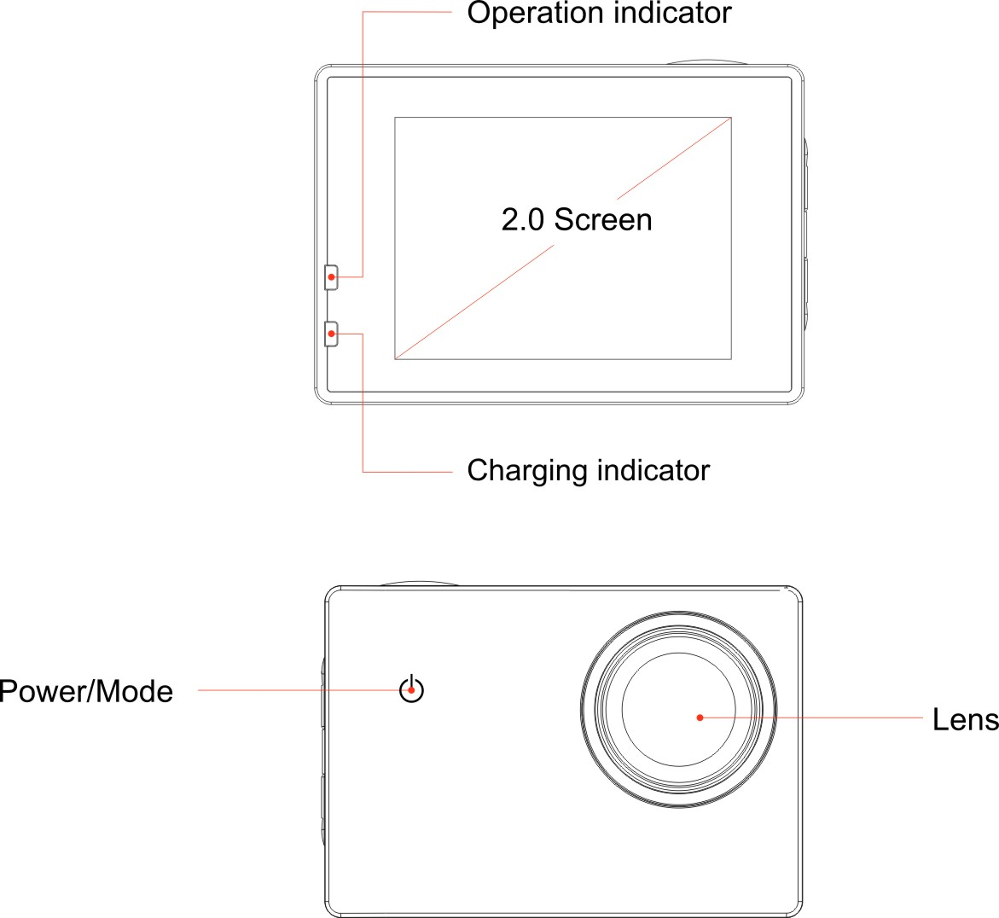 Operation indicator
2.0 Screen
Charging indicator
Power/Mode
Lens